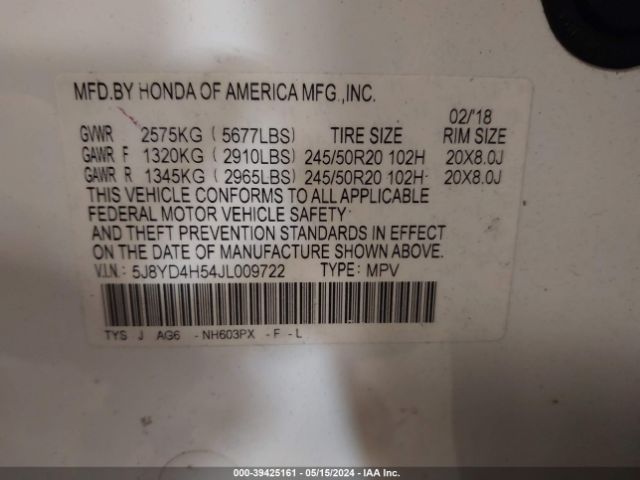 MFD.BY HONDA OF AMERICA MFG.,INC.
02/'18
GVWR 2575KG ( 5677LBS) TIRE SIZE RIM SIZE
GAWR F 1320KG ( 2910LBS) 245/50R20 102H 20X8.0J
GAWR R 1345KG ( 2965LBS) 245/50R20 102H 20X8.0J
THIS VEHICLE CONFORMS TO ALL APPLICABLE
FEDERAL MOTOR VEHICLE SAFETY
AND THEFT PREVENTION STANDARDS IN EFFECT
ON THE DATE OF MANUFACTURE SHOWN ABOVE.
V.I.N.: 5J8YD4H54JL009722 TYPE: MPV
TYS J AG6 - NH603PX - F - L
000-39425161 - 05/15/2024 - IAA Inc.